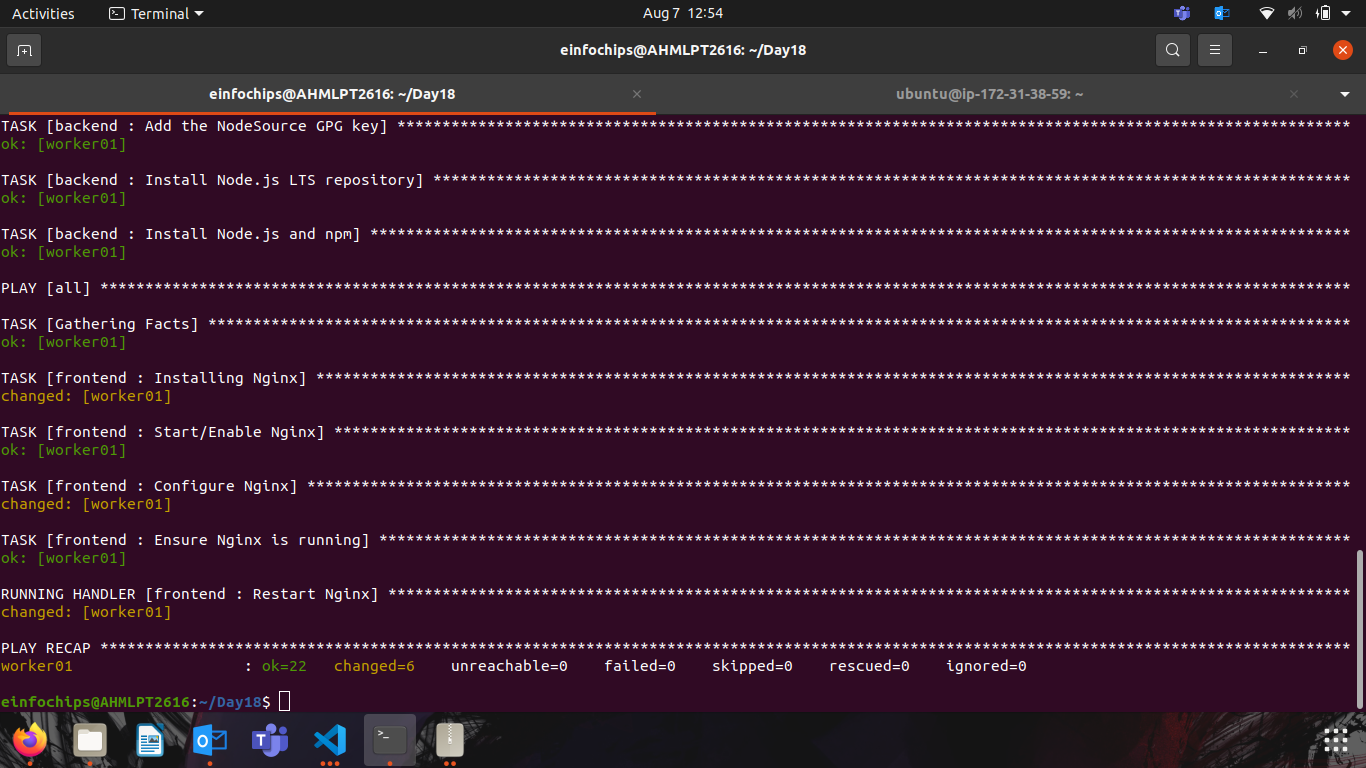 Activities Terminal Aug 7 12:54
einfochips@AHMLPT2616: ~/Day18
einfochips@AHMLPT2616: ~/Day18 ubuntu@ip-172-31-38-59: ~
TASK [backend : Add the NodeSource GPG key] **********************************************************************************************************
ok: [worker01]
TASK [backend : Install Node.js LTS repository] ******************************************************************************************************
ok: [worker01]
TASK [backend : Install Node.js and npm] *************************************************************************************************************
ok: [worker01]
PLAY [all] *******************************************************************************************************************************************
TASK [Gathering Facts] *******************************************************************************************************************************
ok: [worker01]
TASK [frontend : Installing Nginx] *******************************************************************************************************************
changed: [worker01]
TASK [frontend : Start/Enable Nginx] *****************************************************************************************************************
ok: [worker01]
TASK [frontend : Configure Nginx] ********************************************************************************************************************
changed: [worker01]
TASK [frontend : Ensure Nginx is running] ************************************************************************************************************
ok: [worker01]
RUNNING HANDLER [frontend : Restart Nginx] ***********************************************************************************************************
changed: [worker01]
PLAY RECAP *******************************************************************************************************************************************
worker01                   : ok=22   changed=6    unreachable=0    failed=0    skipped=0    rescued=0    ignored=0
einfochips@AHMLPT2616:~/Day18$